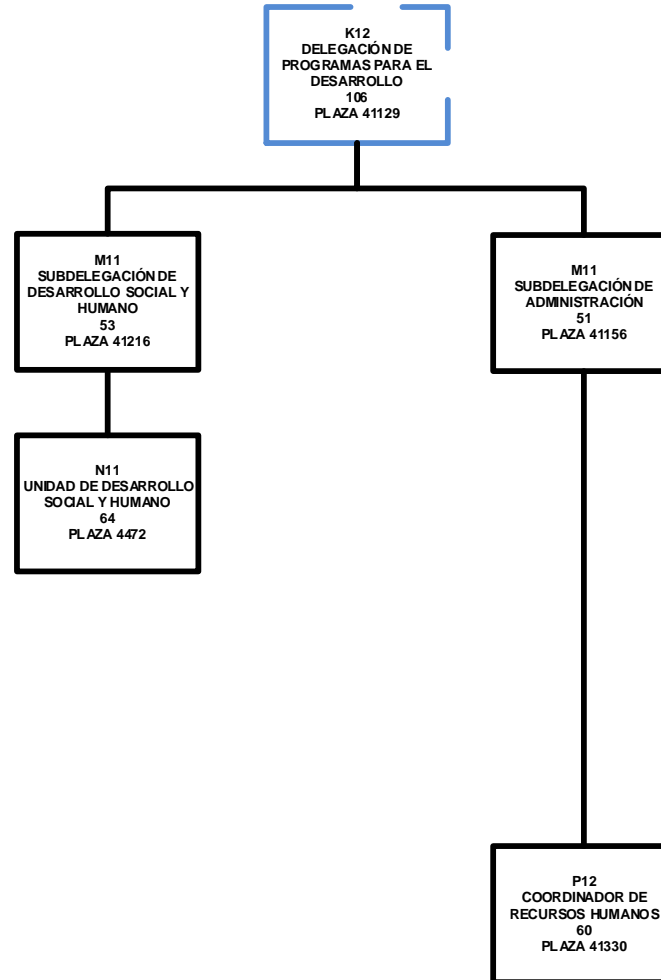 K12
DELEGACIÓN DE
PROGRAMAS PARA EL
DESARROLLO
106
PLAZA 41129
M11
SUBDELEGACIÓN DE
DESARROLLO SOCIAL Y
HUMANO
53
PLAZA 41216
M11
SUBDELEGACIÓN DE
ADMINISTRACIÓN
51
PLAZA 41156
N11
UNIDAD DE DESARROLLO
SOCIAL Y HUMANO
64
PLAZA 4472
P12
COORDINADOR DE
RECURSOS HUMANOS
60
PLAZA 41330